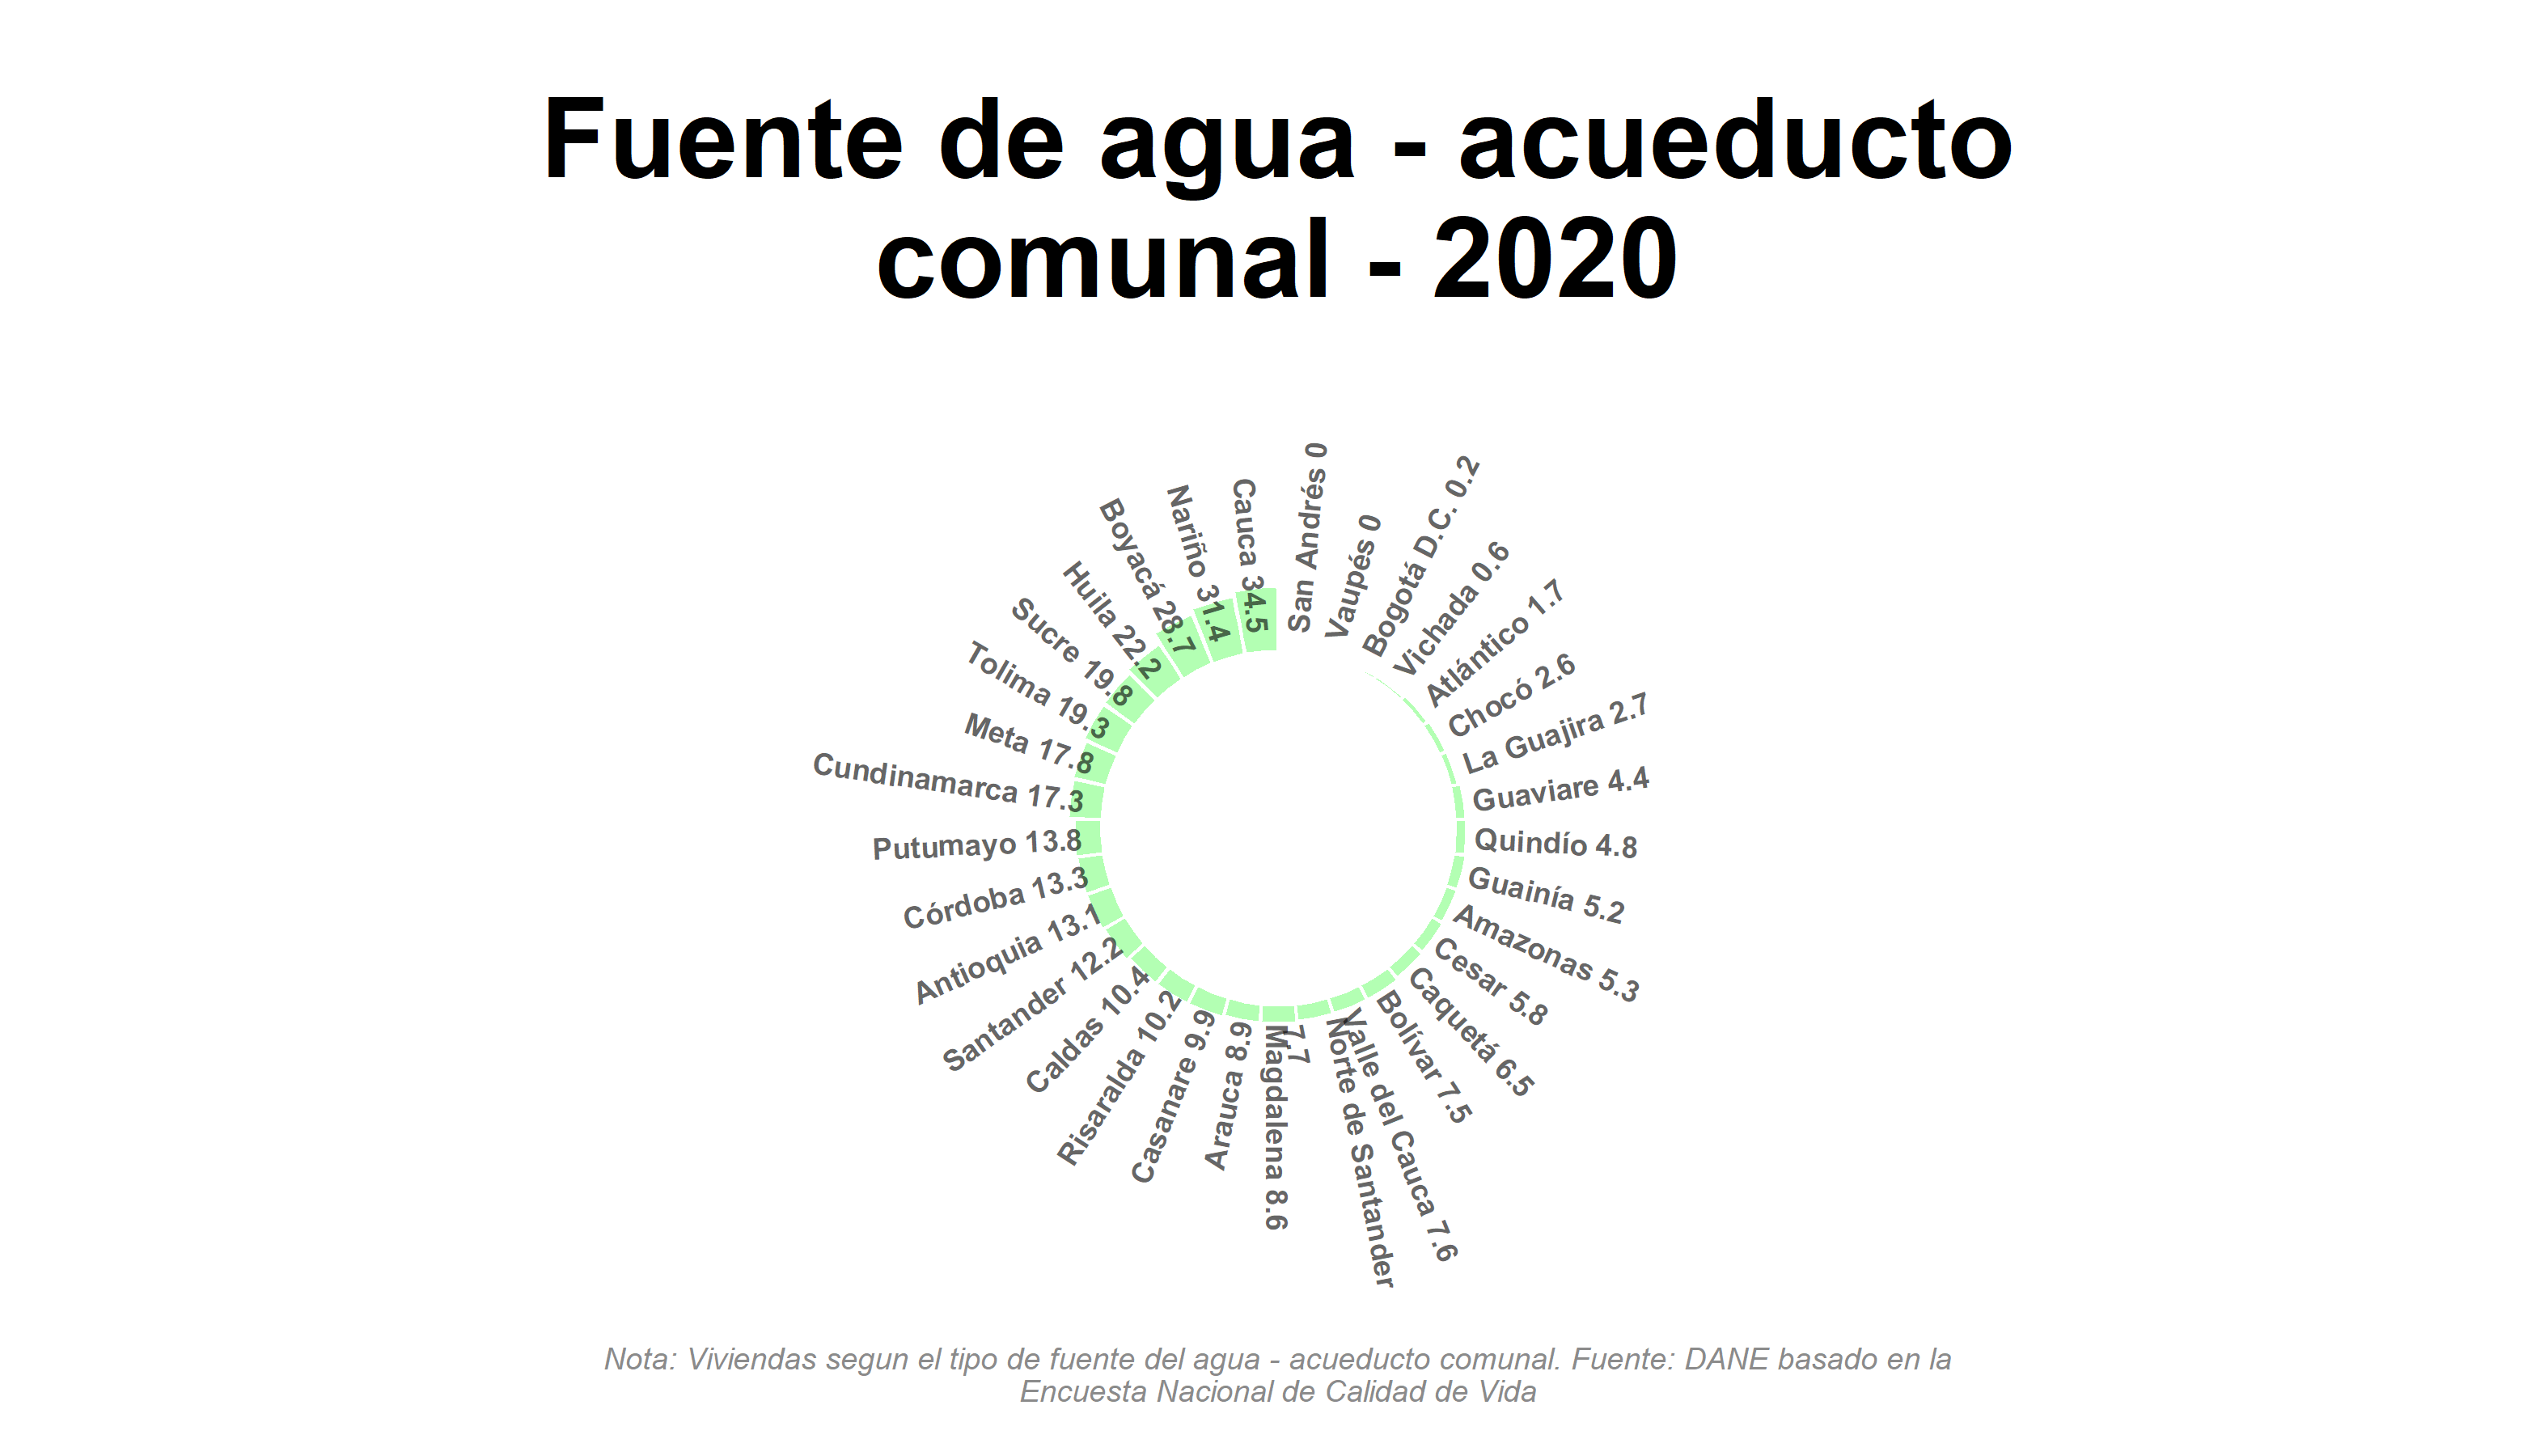 Fuente de agua - acueducto
comunal - 2020
San Andrés 0
Vaupés 0
Bogotá D.C. 0.2
Vichada 0.6
Atlántico 1.7
Chocó 2.6
La Guajira 2.7
Guaviare 4.4
Quindío 4.8
Guainía 5.2
Amazonas 5.3
Cesar 5.8
Caquetá 6.5
Bolívar 7.5
Valle del Cauca 7.6
Norte de Santander
7.7
Magdalena 8.6
Arauca 8.9
Casanare 9.9
Risaralda 10.2
Caldas 10.4
Santander 12.2
Antioquia 13.1
Córdoba 13.3
Putumayo 13.8
Cundinamarca 17.3
Meta 17.8
Tolima 19.3
Sucre 19.8
Huila 22.2
Boyacá 28.7
Nariño 31.4
Cauca 34.5
Nota: Viviendas segun el tipo de fuente del agua - acueducto comunal. Fuente: DANE basado en la
Encuesta Nacional de Calidad de Vida